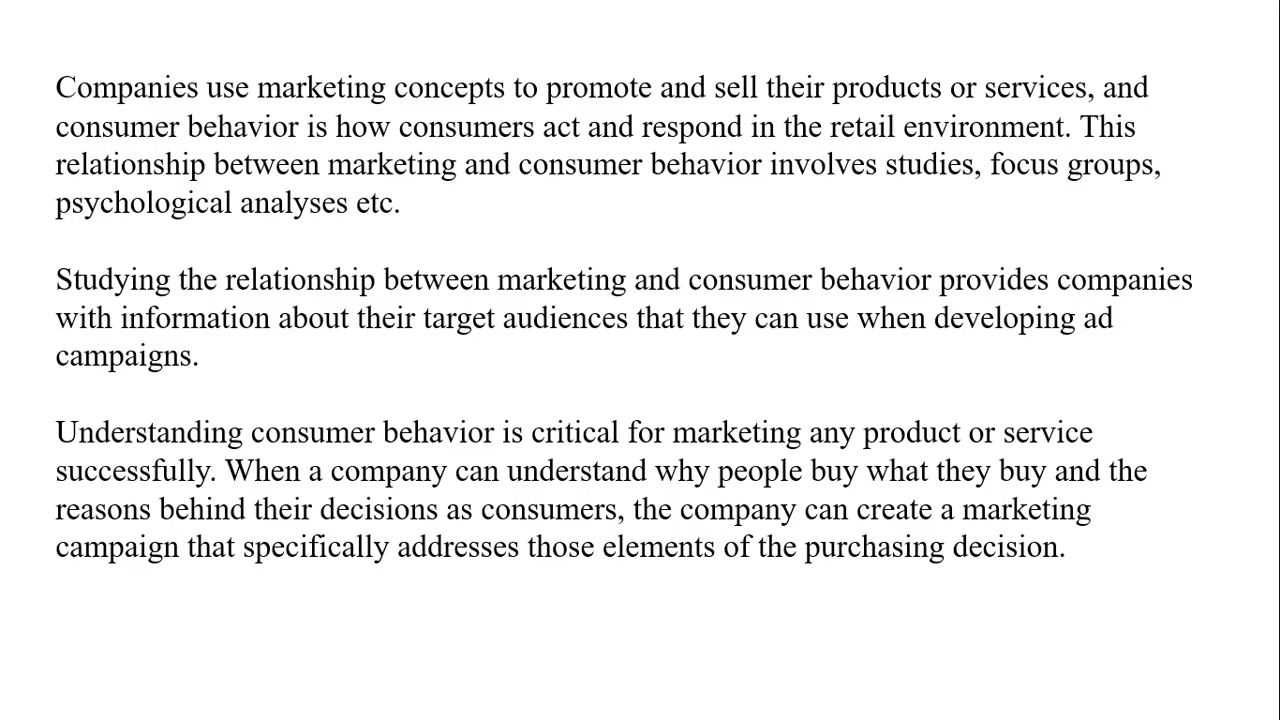 Companies use marketing concepts to promote and sell their products or services, and
consumer behavior is how consumers act and respond in the retail environment. This
relationship between marketing and consumer behavior involves studies, focus groups,
psychological analyses etc.
Studying the relationship between marketing and consumer behavior provides companies
with information about their target audiences that they can use when developing ad
campaigns.
Understanding consumer behavior is critical for marketing any product or service
successfully. When a company can understand why people buy what they buy and the
reasons behind their decisions as consumers, the company can create a marketing
campaign that specifically addresses those elements of the purchasing decision.